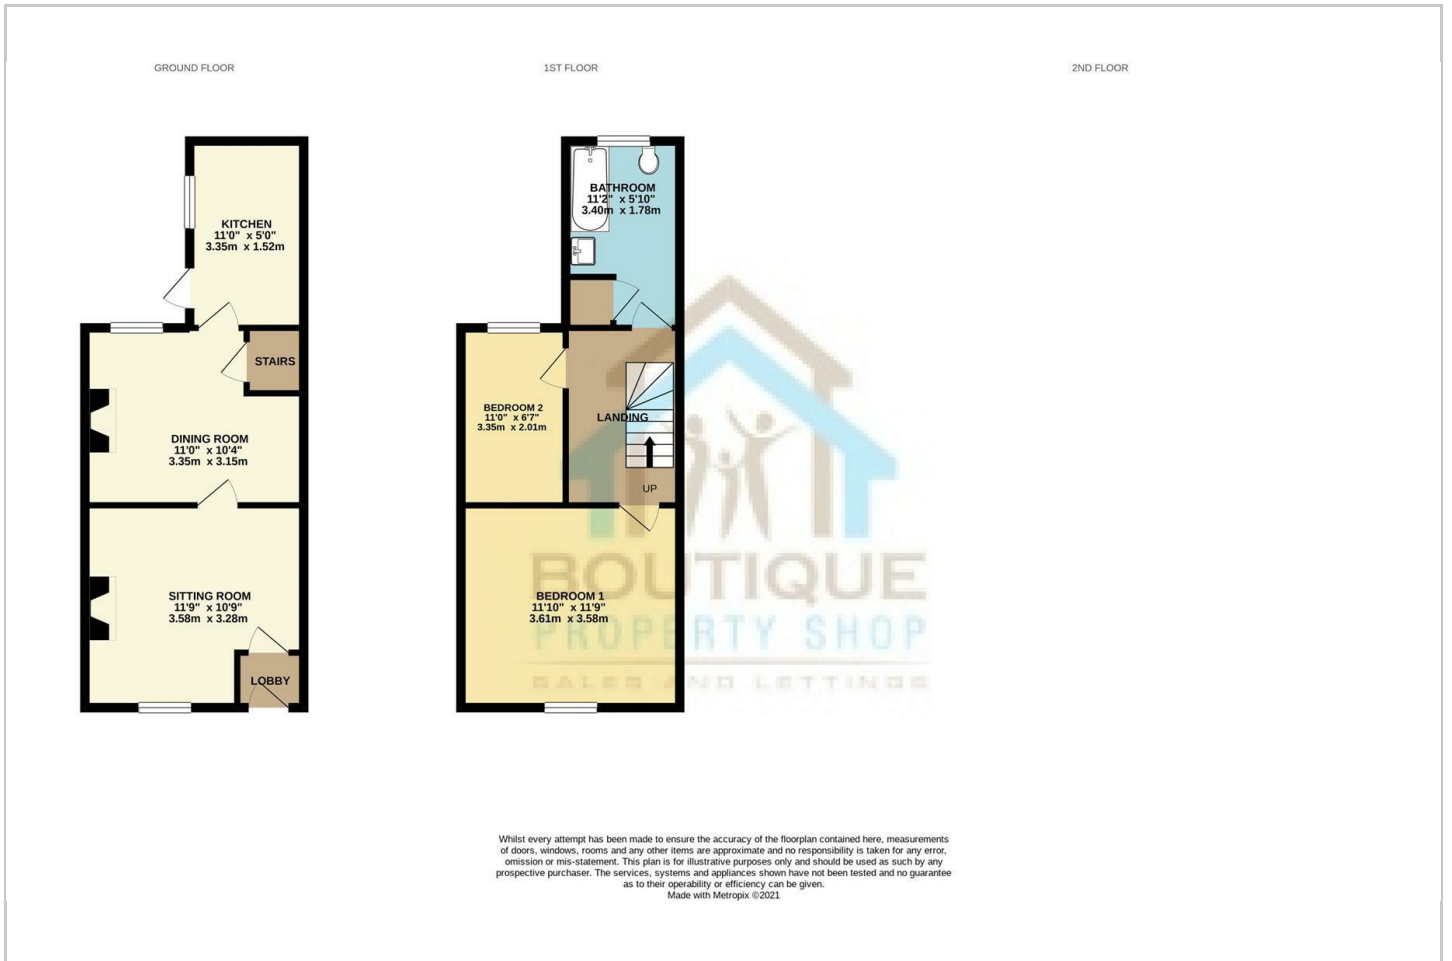 GROUND FLOOR
1ST FLOOR
2ND FLOOR
KITCHEN
11'0" x 5'0"
3.35m x 1.52m
STAIRS
DINING ROOM
11'0" x 10'4"
3.35m x 3.15m
SITTING ROOM
11'9" x 10'9"
3.58m x 3.28m
LOBBY
BATHROOM
11'2" x 5'10"
3.40m x 1.78m
BEDROOM 2
11'0" x 6'7"
3.35m x 2.01m
LANDING
UP
BEDROOM 1
11'10" x 11'9"
3.61m x 3.58m
BOUTIQUE
PROPERTY SHOP
SALES AND LETTINGS
Whilst every attempt has been made to ensure the accuracy of the floorplan contained here, measurements
of doors, windows, rooms and any other items are approximate and no responsibility is taken for any error,
omission or mis-statement. This plan is for illustrative purposes only and should be used as such by any
prospective purchaser. The services, systems and appliances shown have not been tested and no guarantee
as to their operability or efficiency can be given.
Made with Metropix ©2021